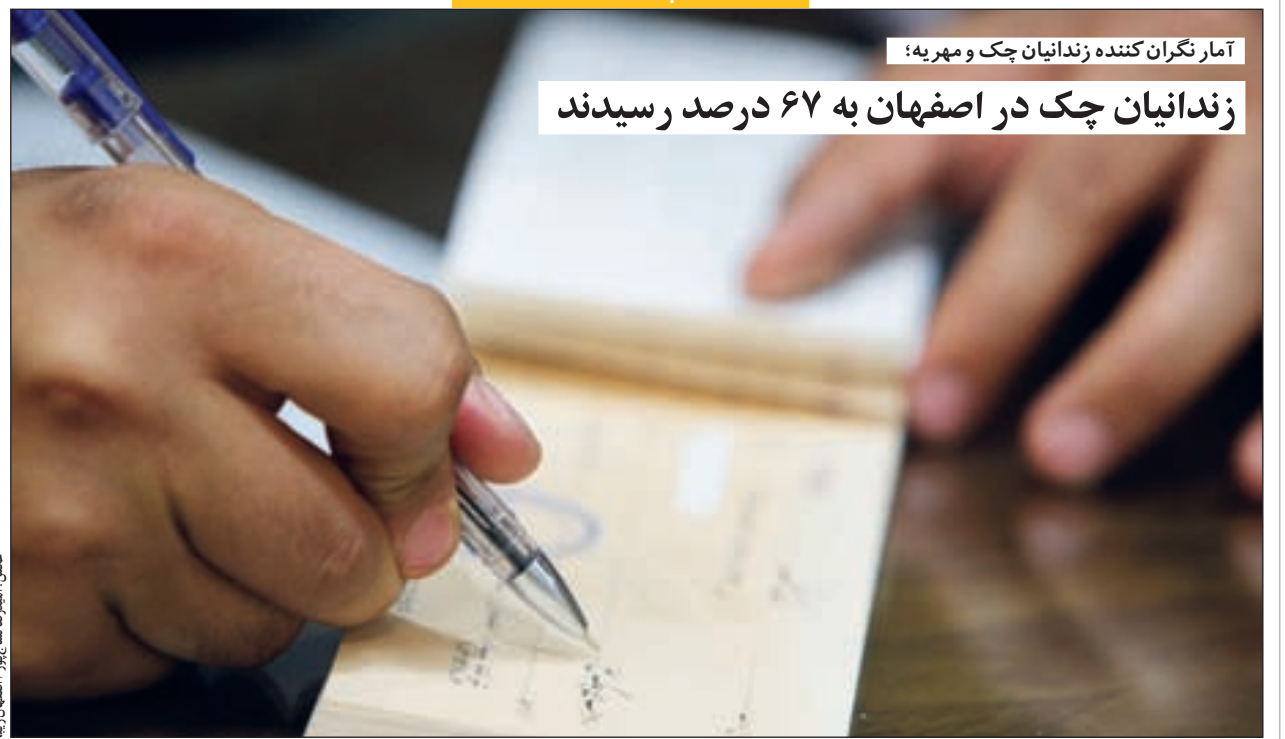 آمار نگران کننده زندانیان چک و مهریه؛
زندانیان چک در اصفهان به ۶۷ درصد رسیدند